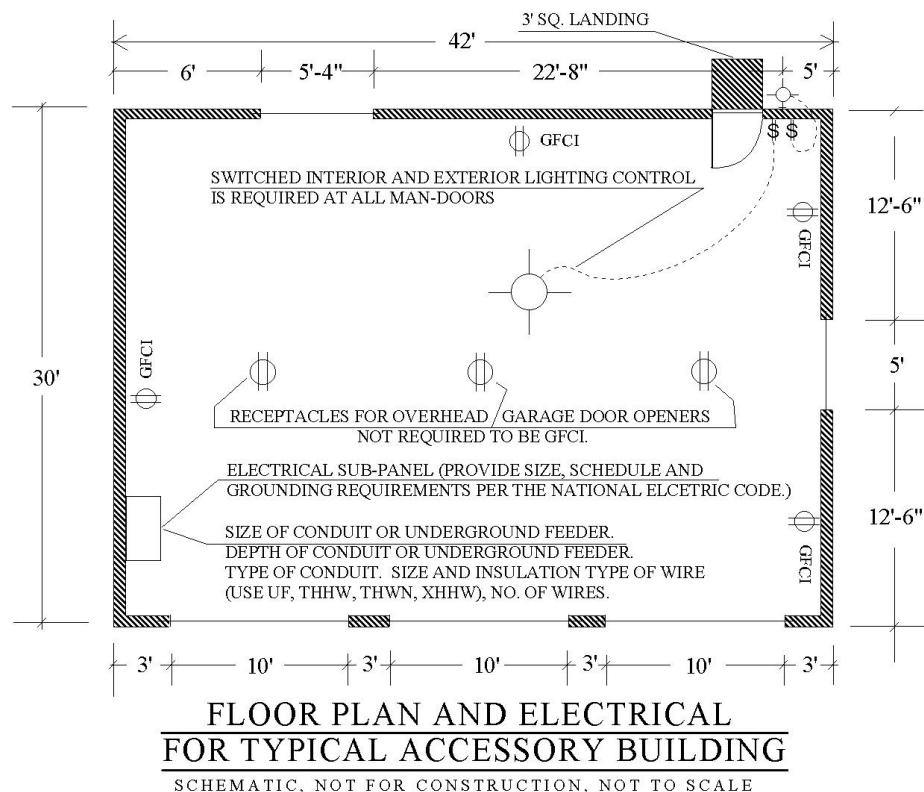 3' SQ. LANDING
42'
6' 5'-4" 22'-8" 5'
$ $
GFCI
SWITCHED INTERIOR AND EXTERIOR LIGHTING CONTROL
IS REQUIRED AT ALL MAN-DOORS
12'-6"
GFCI
30'
GFCI
5'
RECEPTACLES FOR OVERHEAD GARAGE DOOR OPENERS
NOT REQUIRED TO BE GFCI.
ELECTRICAL SUB-PANEL (PROVIDE SIZE, SCHEDULE AND
GROUNDING REQUIREMENTS PER THE NATIONAL ELCETRIC CODE.)
12'-6"
SIZE OF CONDUIT OR UNDERGROUND FEEDER.
DEPTH OF CONDUIT OR UNDERGROUND FEEDER.
GFCI
TYPE OF CONDUIT. SIZE AND INSULATION TYPE OF WIRE
(USE UF, THHW, THWN, XHHW), NO. OF WIRES.
3' 10' 3' 10' 3' 10' 3'
FLOOR PLAN AND ELECTRICAL
FOR TYPICAL ACCESSORY BUILDING
SCHEMATIC, NOT FOR CONSTRUCTION, NOT TO SCALE